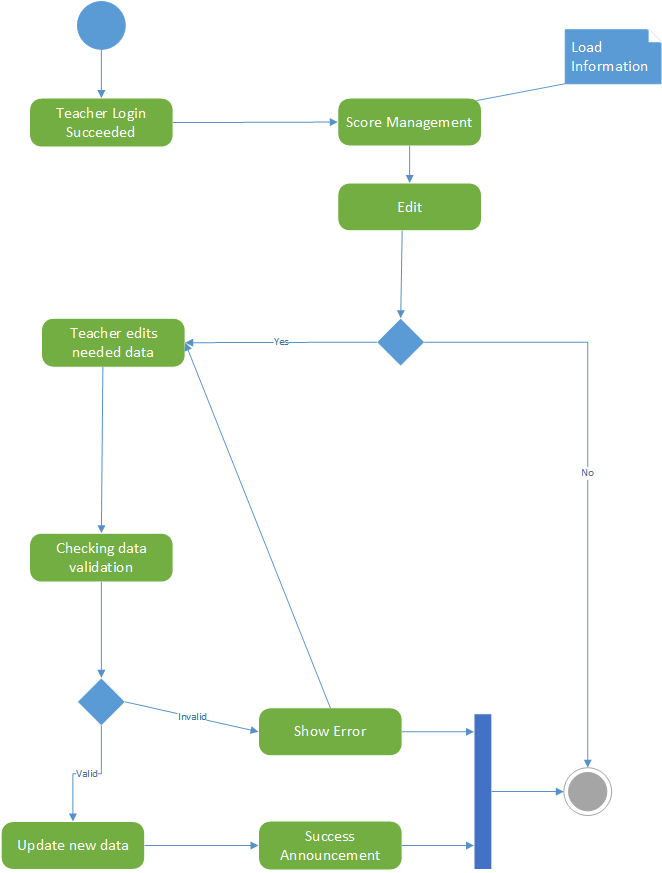 Load
Information
Teacher Login
Succeeded
Score Management
Edit
Teacher edits
needed data
Yes
No
Checking data
validation
Invalid
Show Error
Valid
Update new data
Success
Announcement